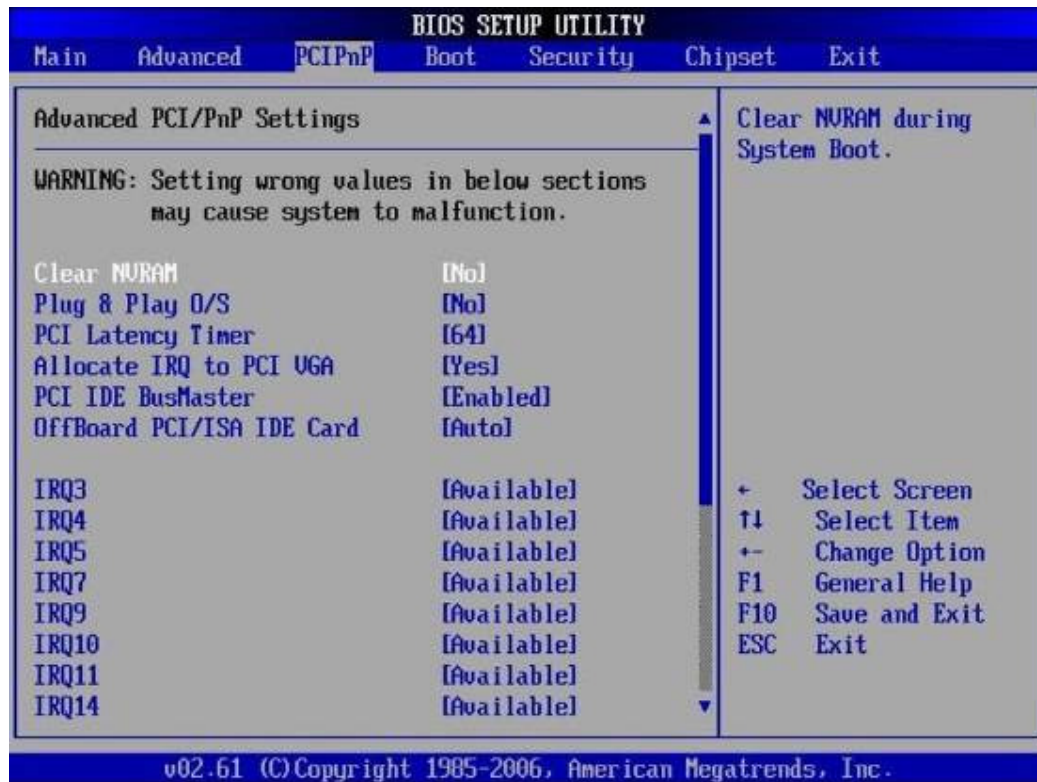 BIOS SETUP UTILITY
Main Advanced PCIPnP Boot Security Chipset Exit
Advanced PCI/PnP Settings
WARNING: Setting wrong values in below sections
may cause system to malfunction.
Clear NVRAM [No]
Plug & Play O/S [No]
PCI Latency Timer [64]
Allocate IRQ to PCI VGA [Yes]
PCI IDE BusMaster [Enabled]
OffBoard PCI/ISA IDE Card [Auto]
IRQ3 [Available]
IRQ4 [Available]
IRQ5 [Available]
IRQ7 [Available]
IRQ9 [Available]
IRQ10 [Available]
IRQ11 [Available]
IRQ14 [Available]
Clear NVRAM during
System Boot.
← Select Screen
↑↓ Select Item
+- Change Option
F1 General Help
F10 Save and Exit
ESC Exit
v02.61 (C)Copyright 1985-2006, American Megatrends, Inc.